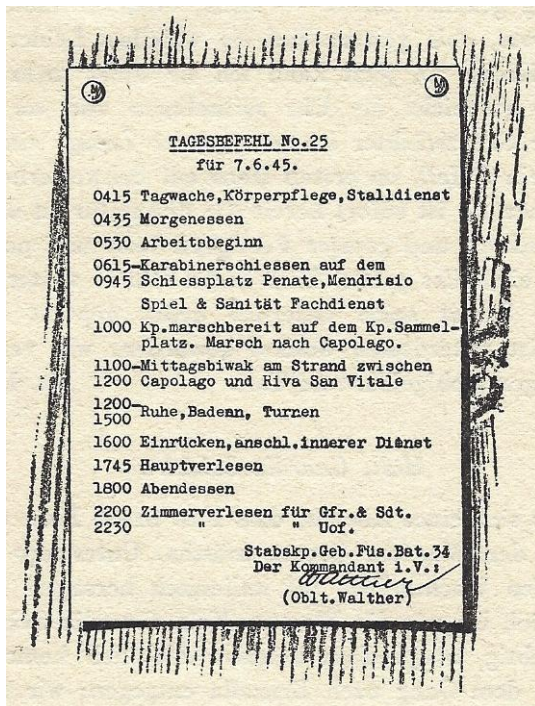 TAGESBEFEHL No.25
für 7.6.45.
0415 Tagwache,Körperpflege,Stalldienst
0435 Morgenessen
0530 Arbeitsbeginn
0615-Karabinerschiessen auf dem
0945 Schiessplatz Penate,Mendrisio
Spiel & Sanität Fachdienst
1000 Kp.marschbereit auf dem Kp.Sammel-
platz. Marsch nach Capolago.
1100-Mittagsbiwak am Strand zwischen
1200 Capolago und Riva San Vitale
1200-
1500 Ruhe,Badenn, Turnen
1600 Einrücken,anschl.innerer Dienst
1745 Hauptverlesen
1800 Abendessen
2200 Zimmerverlesen für Gfr.& Sdt.
2230 " " Uof.
Stabskp.Geb.Füs.Bat.34
Der Kommandant i.V.:
Walther
(Oblt.Walther)